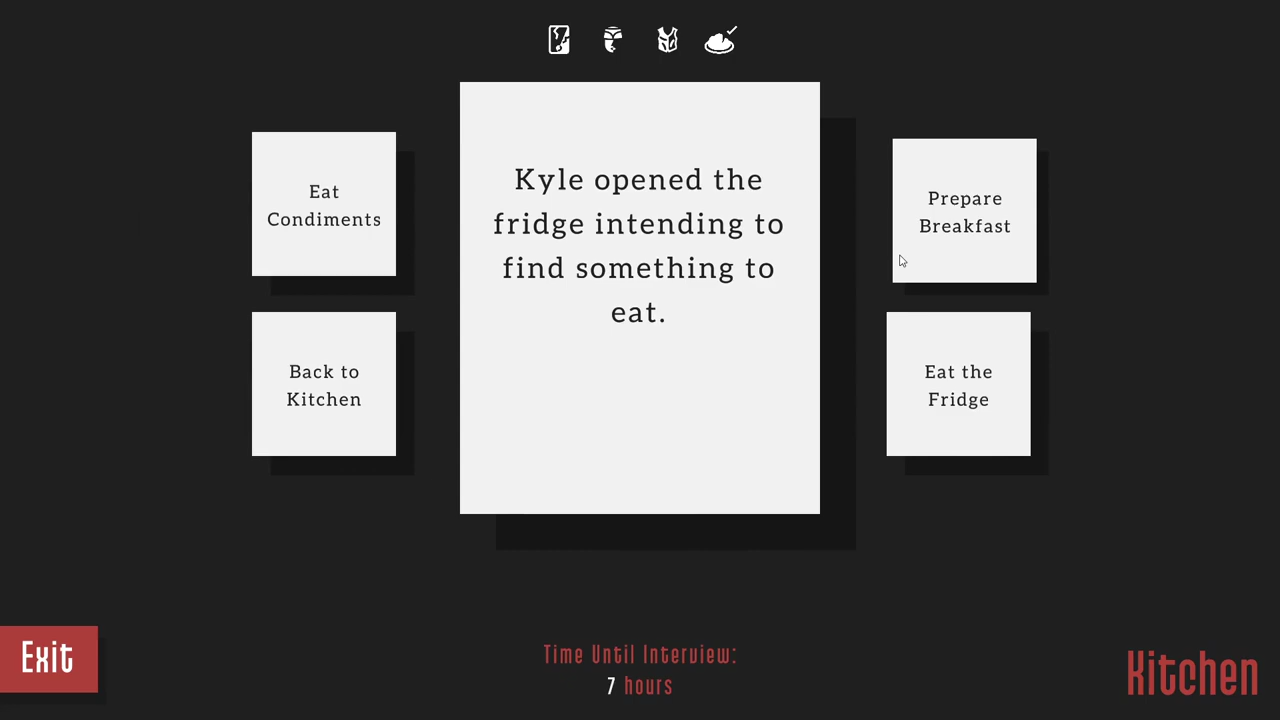 Kyle opened the
fridge intending to
find something to
eat.
Eat
Condiments
Back to
Kitchen
Prepare
Breakfast
Eat the
Fridge
Exit
Time Until Interview:
7 hours
Kitchen